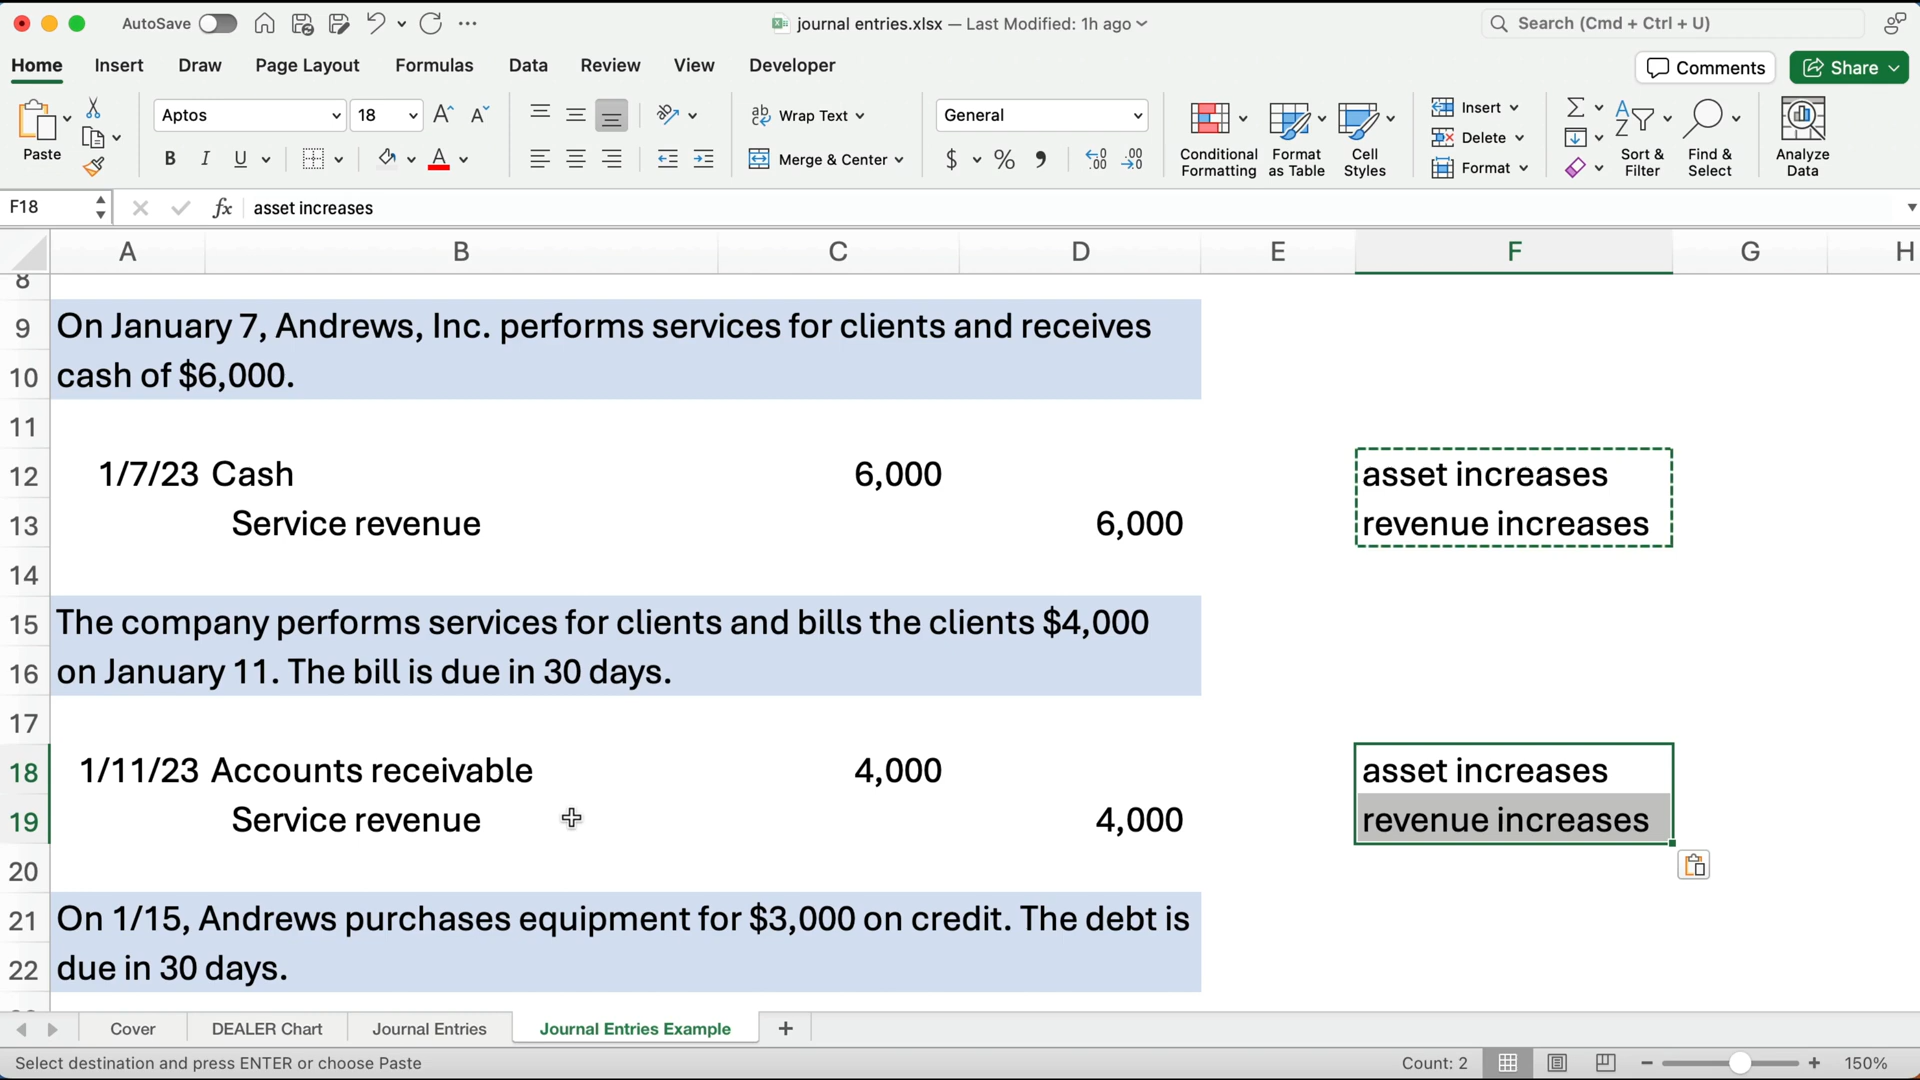 AutoSave
journal entries.xlsx — Last Modified: 1h ago
Search (Cmd + Ctrl + U)
Home Insert Draw Page Layout Formulas Data Review View Developer
Comments Share
Paste
Aptos 18
B I U A
Wrap Text
Merge & Center
General
$ % 9
Conditional Formatting
Format as Table
Cell Styles
Insert
Delete
Format
Sort & Filter
Find & Select
Analyze Data
F18 fx asset increases
A B C D E F G H
8
9 On January 7, Andrews, Inc. performs services for clients and receives
10 cash of $6,000.
11
12 1/7/23 Cash 6,000 asset increases
13 Service revenue 6,000 revenue increases
14
15 The company performs services for clients and bills the clients $4,000
16 on January 11. The bill is due in 30 days.
17
18 1/11/23 Accounts receivable 4,000 asset increases
19 Service revenue 4,000 revenue increases
20
21 On 1/15, Andrews purchases equipment for $3,000 on credit. The debt is
22 due in 30 days.
Cover DEALER Chart Journal Entries Journal Entries Example +
Select destination and press ENTER or choose Paste Count: 2 150%